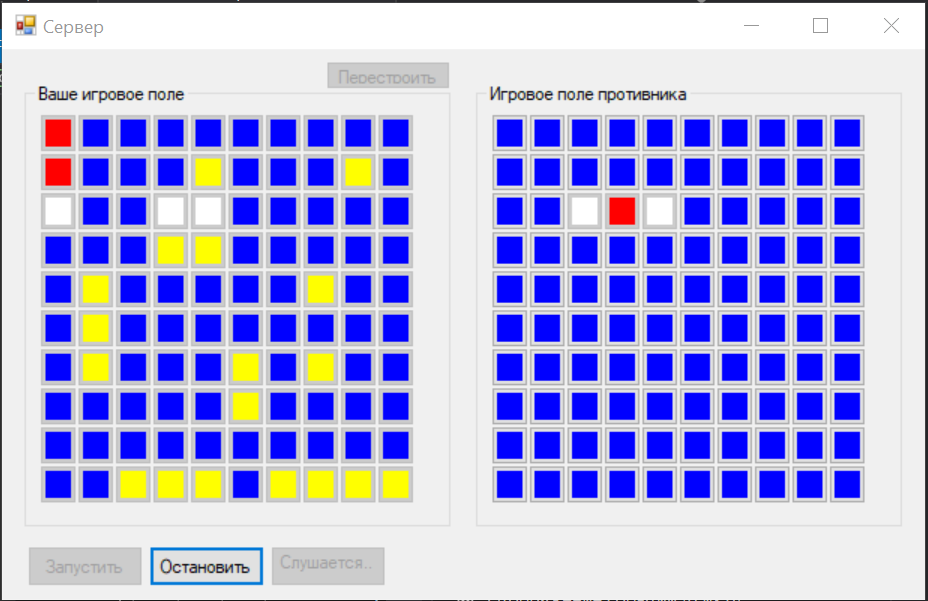 Сервер
Перестроить
Ваше игровое поле
Игровое поле противника
Запустить
Остановить
Слушается..